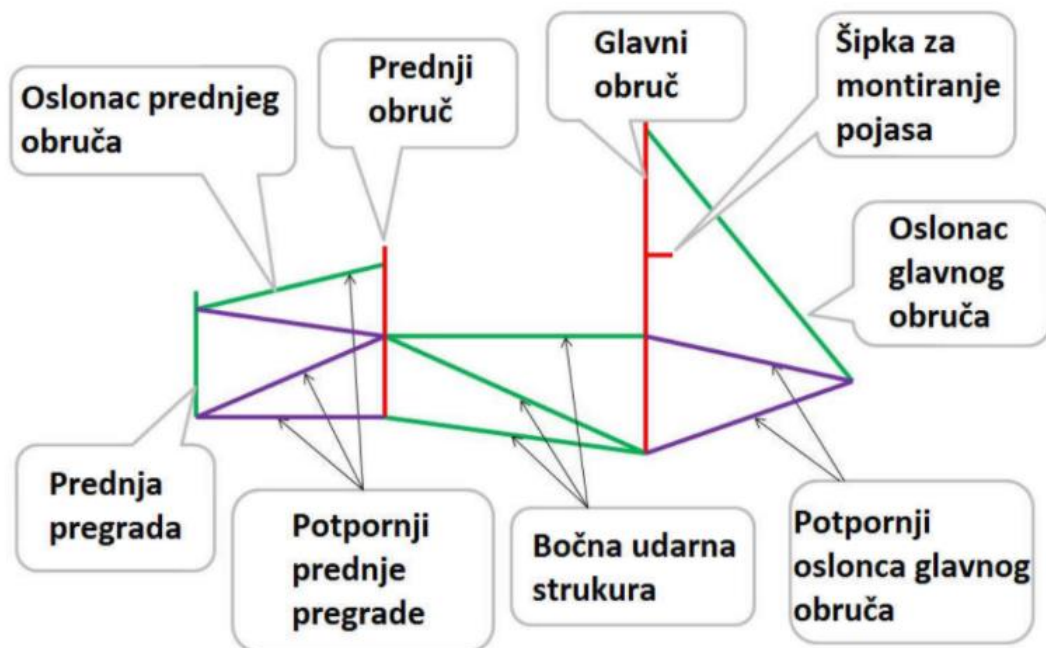 Oslonac prednjeg
obruča
Prednji
obruč
Glavni
obruč
Šipka za
montiranje
pojasa
Oslonac
glavnog
obruča
Prednja
pregrada
Potpornji
prednje
pregrade
Bočna udarna
strukura
Potpornji
oslonca glavnog
obruča